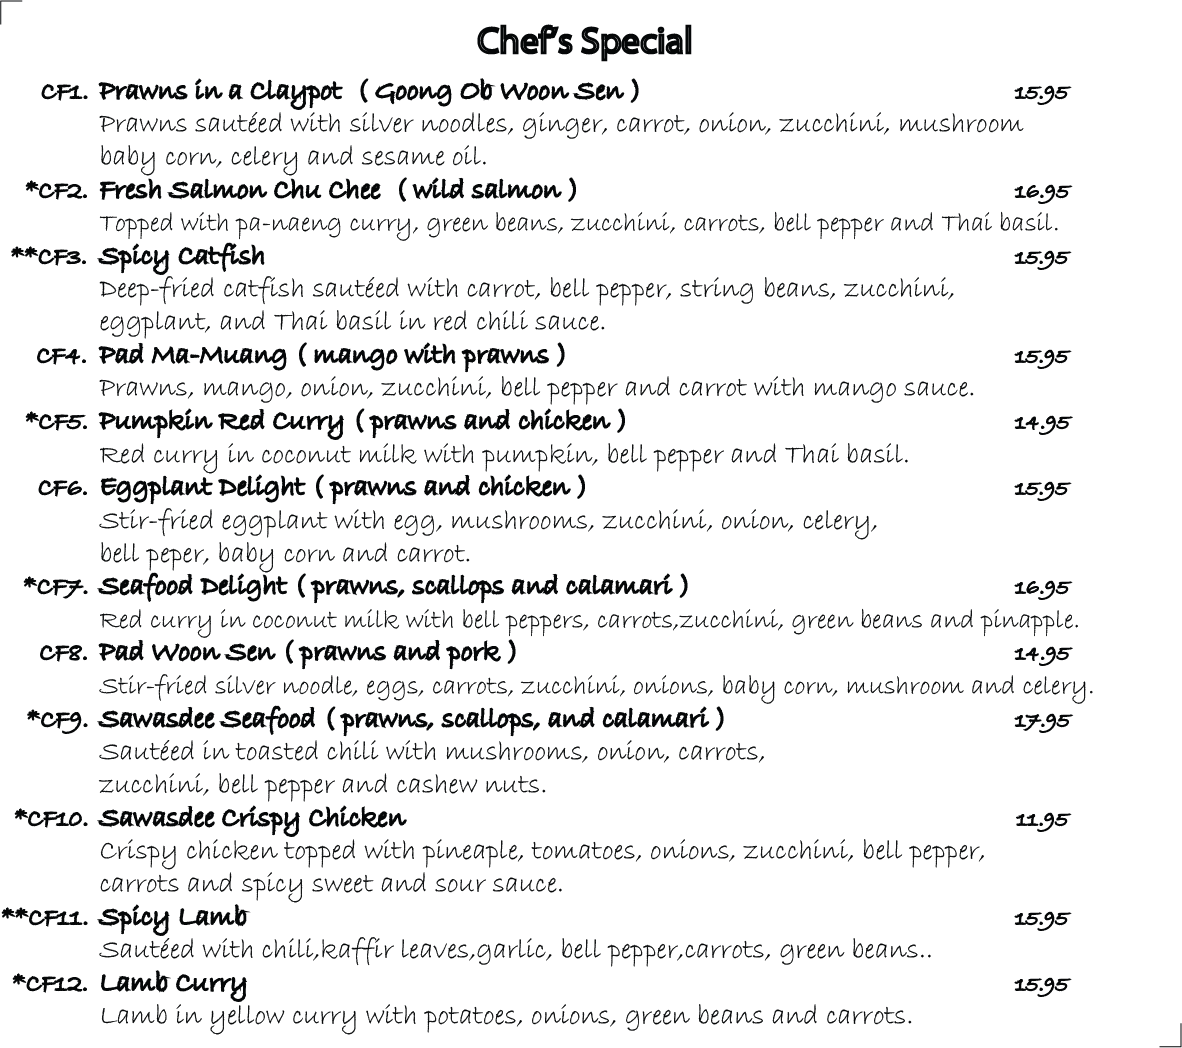 Chef's Special
CF1. Prawns in a Claypot ( Goong Ob Woon Sen ) 15.95
Prawns sautéed with silver noodles, ginger, carrot, onion, zucchini, mushroom
baby corn, celery and sesame oil.
*CF2. Fresh Salmon Chu Chee ( wild salmon ) 16.95
Topped with pa-naeng curry, green beans, zucchini, carrots, bell pepper and Thai basil.
**CF3. Spicy Catfish 15.95
Deep-fried catfish sautéed with carrot, bell pepper, string beans, zucchini,
eggplant, and Thai basil in red chili sauce.
CF4. Pad Ma-Muang ( mango with prawns ) 15.95
Prawns, mango, onion, zucchini, bell pepper and carrot with mango sauce.
*CF5. Pumpkin Red Curry ( prawns and chicken ) 14.95
Red curry in coconut milk with pumpkin, bell pepper and Thai basil.
CF6. Eggplant Delight ( prawns and chicken ) 15.95
Stir-fried eggplant with egg, mushrooms, zucchini, onion, celery,
bell peper, baby corn and carrot.
*CF7. Seafood Delight ( prawns, scallops and calamari ) 16.95
Red curry in coconut milk with bell peppers, carrots,zucchini, green beans and pinapple.
CF8. Pad Woon Sen ( prawns and pork ) 14.95
Stir-fried silver noodle, eggs, carrots, zucchini, onions, baby corn, mushroom and celery.
*CF9. Sawasdee Seafood ( prawns, scallops, and calamari ) 17.95
Sautéed in toasted chili with mushrooms, onion, carrots,
zucchini, bell pepper and cashew nuts.
*CF10. Sawasdee Crispy Chicken 11.95
Crispy chicken topped with pineaple, tomatoes, onions, zucchini, bell pepper,
carrots and spicy sweet and sour sauce.
**CF11. Spicy Lamb 15.95
Sautéed with chili,kaffir leaves,garlic, bell pepper,carrots, green beans..
*CF12. Lamb Curry 15.95
Lamb in yellow curry with potatoes, onions, green beans and carrots.